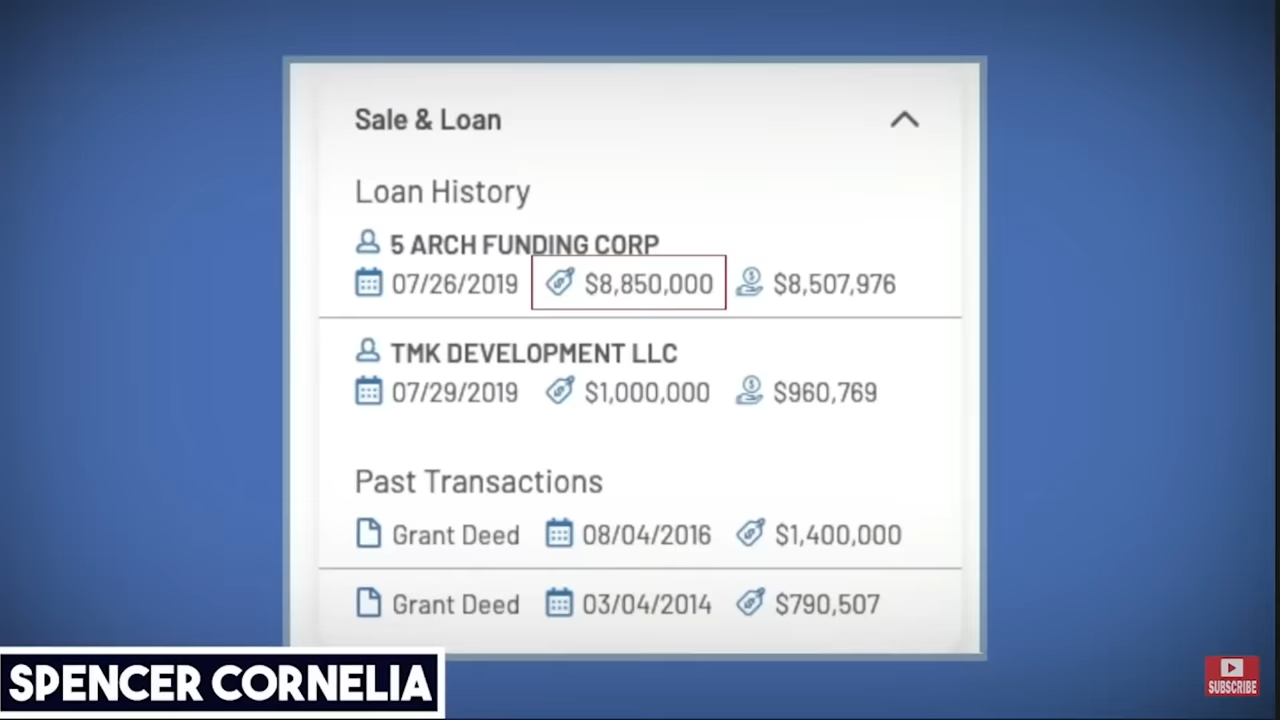 Sale & Loan
Loan History
5 ARCH FUNDING CORP
07/26/2019 $8,850,000 $8,507,976
TMK DEVELOPMENT LLC
07/29/2019 $1,000,000 $960,769
Past Transactions
Grant Deed 08/04/2016 $1,400,000
Grant Deed 03/04/2014 $790,507
SPENCER CORNELIA
SUBSCRIBE